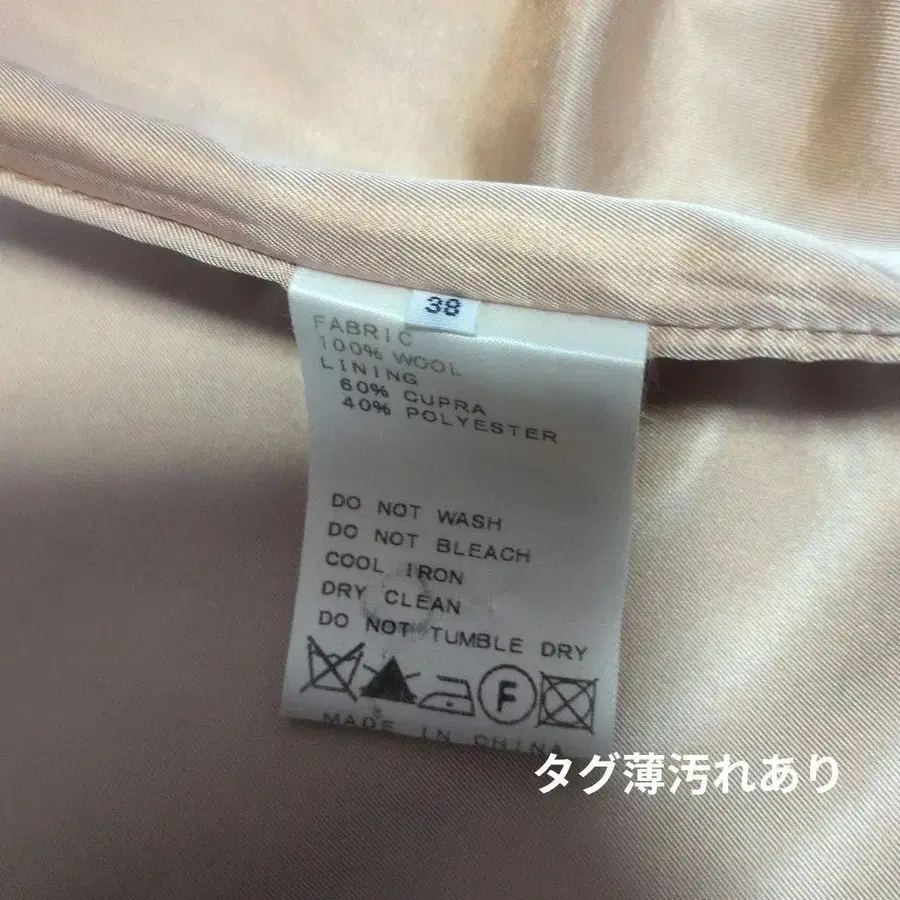 38
FABRIC
100% WOOL
LINING
60% CUPRA
40% POLYESTER
DO NOT WASH
DO NOT BLEACH
COOL IRON
DRY CLEAN
DO NOT TUMBLE DRY
F
MADE IN CHINA
タグ薄汚れあり